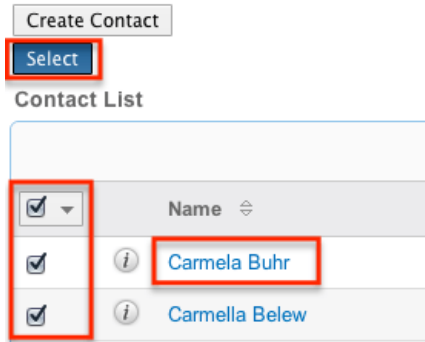 Create Contact
Select
Contact List
Name
i Carmela Buhr
i Carmella Belew